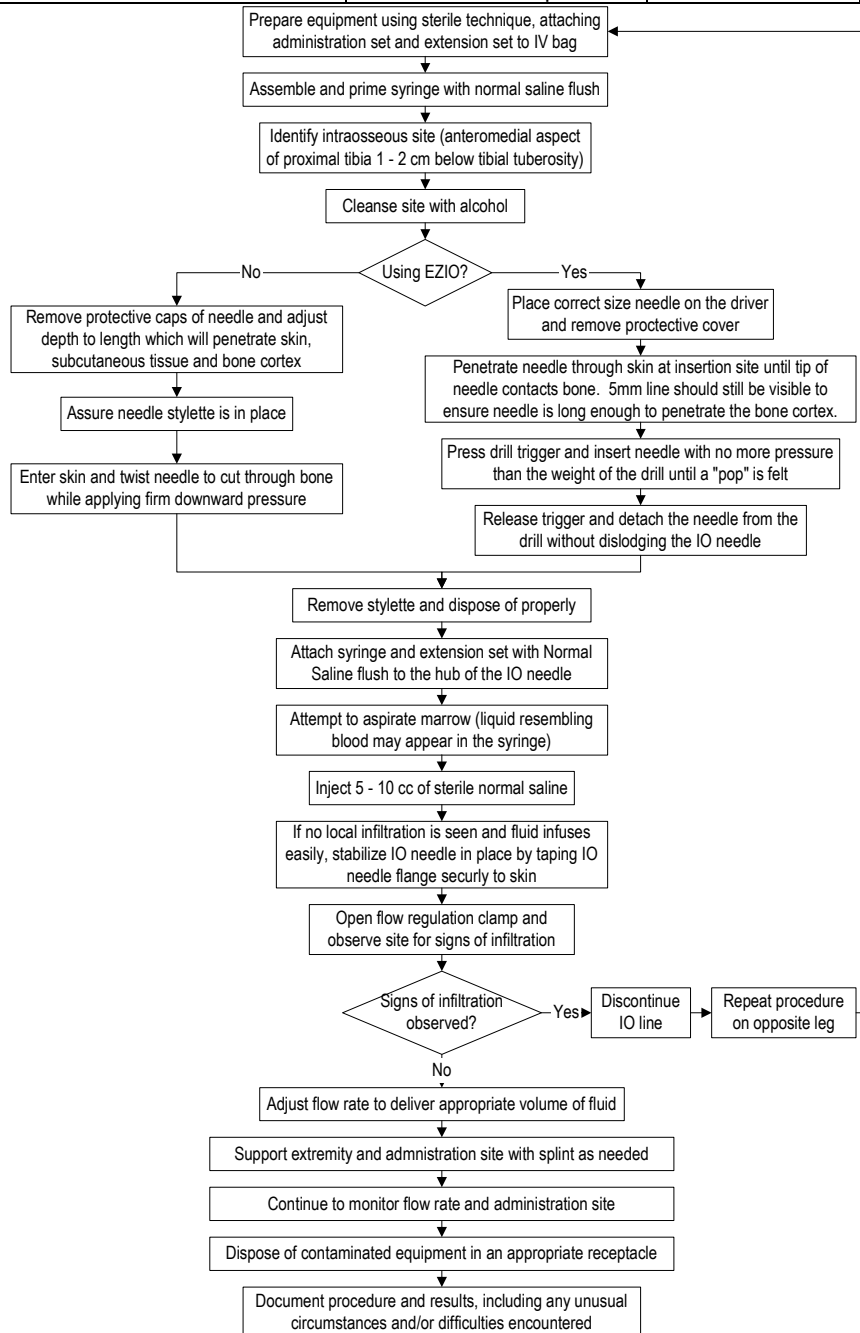 Prepare equipment using sterile technique, attaching
administration set and extension set to IV bag
Assemble and prime syringe with normal saline flush
Identify intraosseous site (anteromedial aspect
of proximal tibia 1 - 2 cm below tibial tuberosity)
Cleanse site with alcohol
Using EZIO?
No
Yes
Remove protective caps of needle and adjust
depth to length which will penetrate skin,
subcutaneous tissue and bone cortex
Assure needle stylette is in place
Enter skin and twist needle to cut through bone
while applying firm downward pressure
Place correct size needle on the driver
and remove proctective cover
Penetrate needle through skin at insertion site until tip of
needle contacts bone.  5mm line should still be visible to
ensure needle is long enough to penetrate the bone cortex.
Press drill trigger and insert needle with no more pressure
than the weight of the drill until a "pop" is felt
Release trigger and detach the needle from the
drill without dislodging the IO needle
Remove stylette and dispose of properly
Attach syringe and extension set with Normal
Saline flush to the hub of the IO needle
Attempt to aspirate marrow (liquid resembling
blood may appear in the syringe)
Inject 5 - 10 cc of sterile normal saline
If no local infiltration is seen and fluid infuses
easily, stabilize IO needle in place by taping IO
needle flange securly to skin
Open flow regulation clamp and
observe site for signs of infiltration
Signs of infiltration
observed?
Yes
Discontinue
IO line
Repeat procedure
on opposite leg
No
Adjust flow rate to deliver appropriate volume of fluid
Support extremity and admnistration site with splint as needed
Continue to monitor flow rate and administration site
Dispose of contaminated equipment in an appropriate receptacle
Document procedure and results, including any unusual
circumstances and/or difficulties encountered